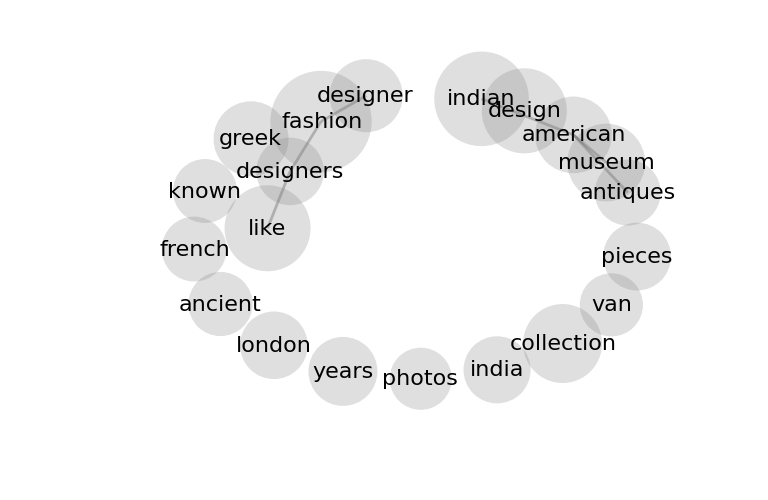 designer
indian
design
fashion
american
greek
museum
designers
known
antiques
like
french
pieces
ancient
van
collection
london
years
india
photos